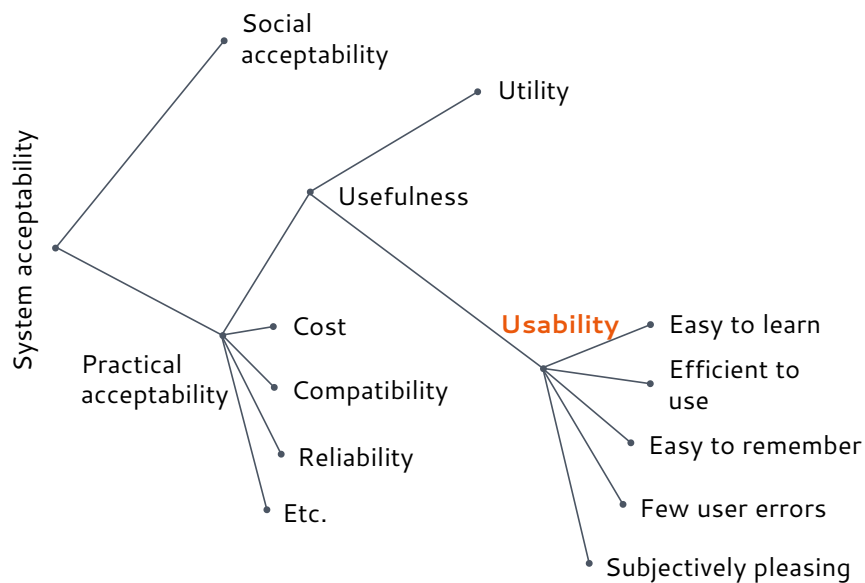 System acceptability
Social
acceptability
Utility
Usefulness
Practical
acceptability
Cost
Compatibility
Reliability
Etc.
Usability
Easy to learn
Efficient to
use
Easy to remember
Few user errors
Subjectively pleasing